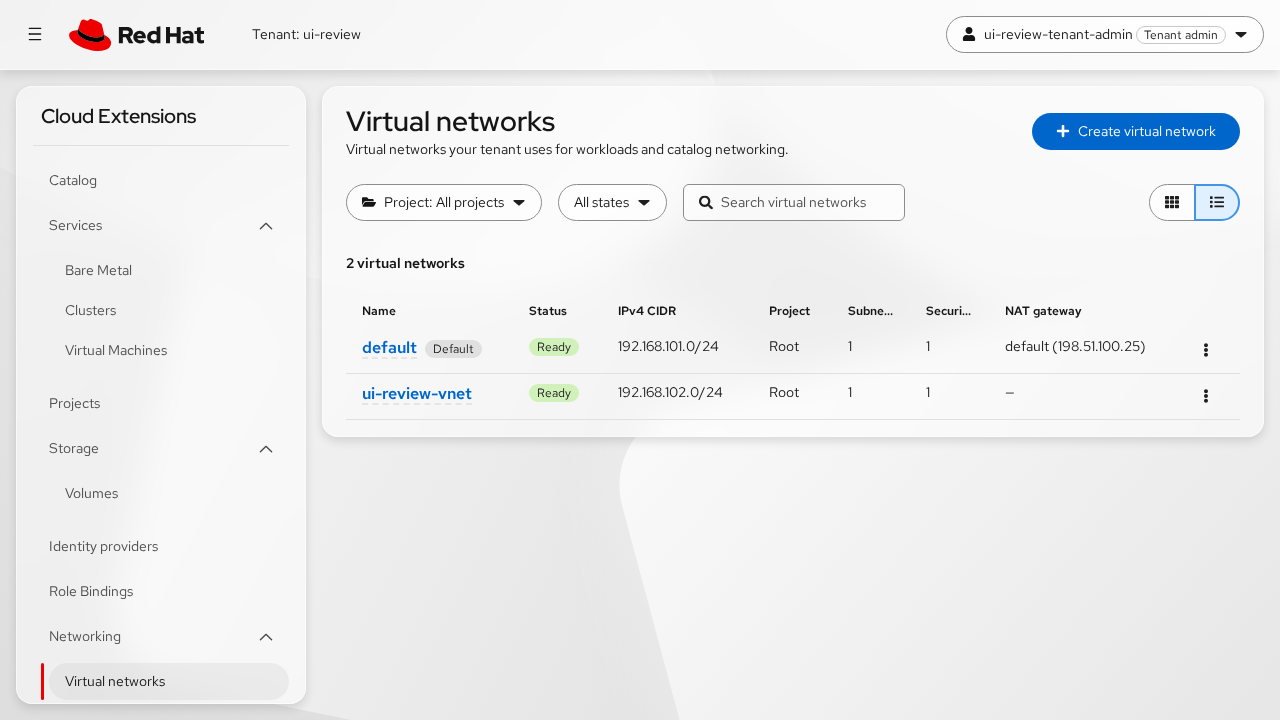 Red Hat
Tenant: ui-review
ui-review-tenant-admin Tenant admin
Cloud Extensions
Catalog
Services
Bare Metal
Clusters
Virtual Machines
Projects
Storage
Volumes
Identity providers
Role Bindings
Networking
Virtual networks
Virtual networks
Virtual networks your tenant uses for workloads and catalog networking.
Create virtual network
Project: All projects
All states
Search virtual networks
2 virtual networks
Name Status IPv4 CIDR Project Subne... Securi... NAT gateway
default Default Ready 192.168.101.0/24 Root 1 1 default (198.51.100.25)
ui-review-vnet Ready 192.168.102.0/24 Root 1 1 —